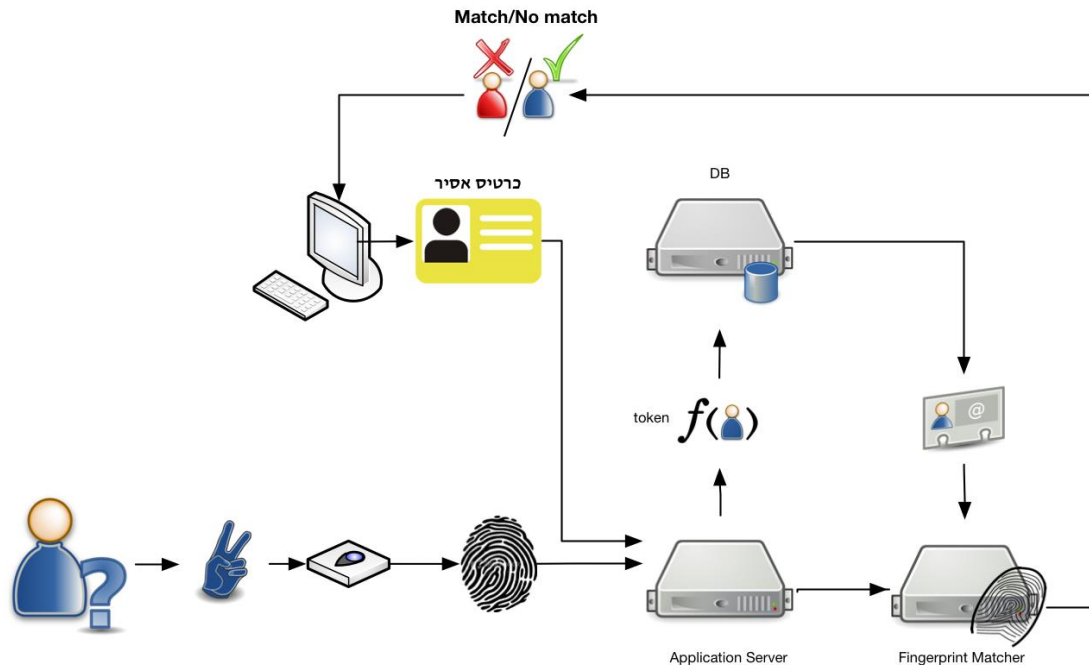 Match/No match
כרטיס אסיר
DB
token f( )
@
Application Server
Fingerprint Matcher